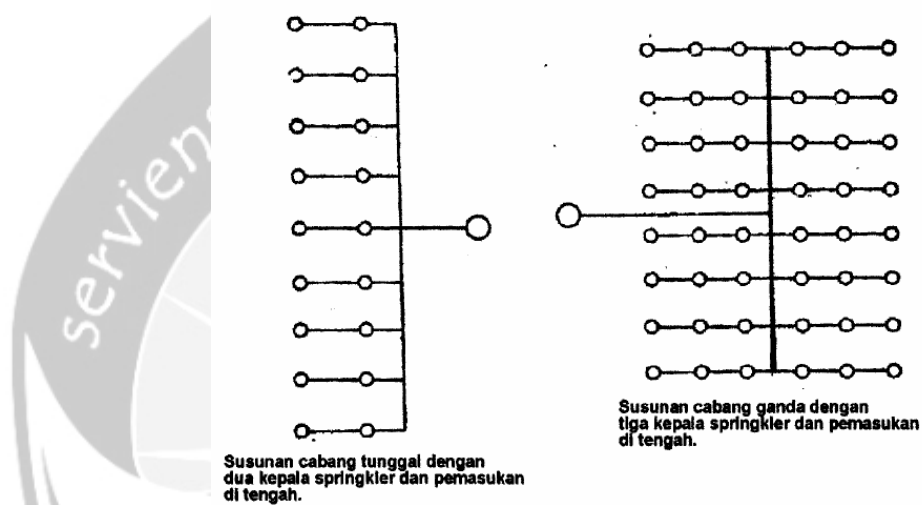 serviens
Susunan cabang tunggal dengan
dua kepala springkler dan pemasukan
di tengah.
Susunan cabang ganda dengan
tiga kepala springkler dan pemasukan
di tengah.